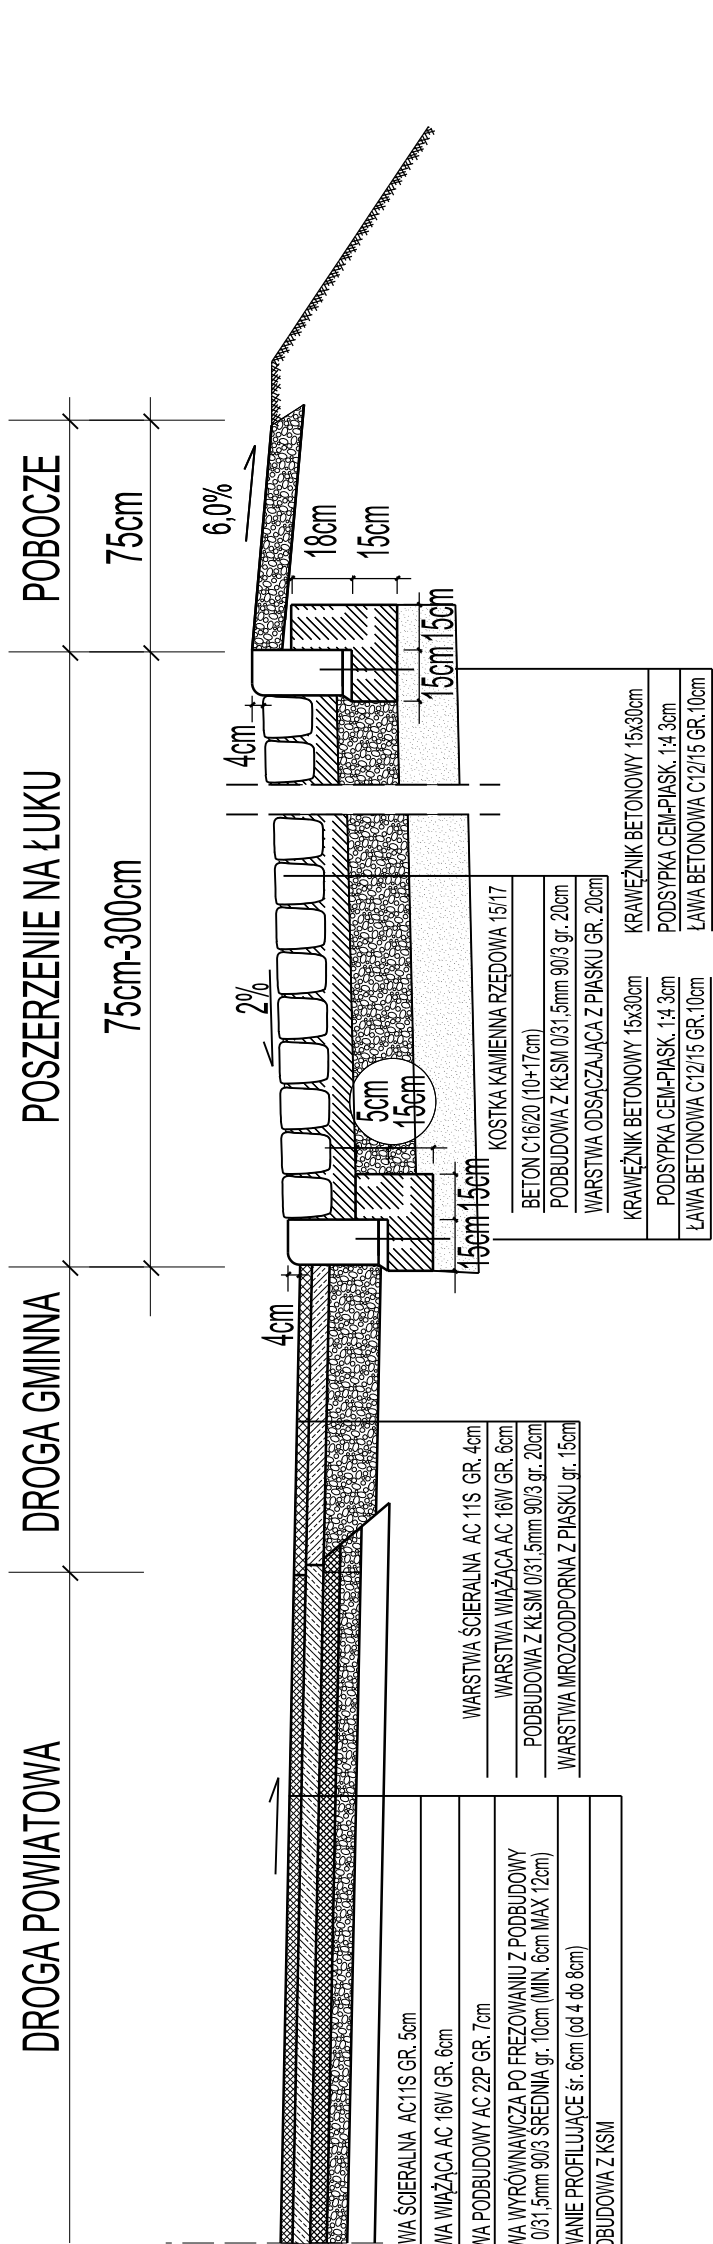 POBOCZE
75cm
6,0%
18cm
15cm
15cm
15cm
4cm
POSZERZENIE NA ŁUKU
75cm-300cm
2%
KRAWĘŻNIK BETONOWY 15x30cm
PODSYPKA CEM-PIASK. 1:4 3cm
ŁAWA BETONOWA C12/15 GR.10cm
KOSTKA KAMIENNA RZĘDOWA 15/17
BETON C16/20 (10+17cm)
PODBUDOWA Z KŁSM 0/31,5mm 90/3 gr. 20cm
WARSTWA ODSĄCZAJĄCA Z PIASKU GR. 20cm
5cm
15cm
15cm
15cm
KRAWĘŻNIK BETONOWY 15x30cm
PODSYPKA CEM-PIASK. 1:4 3cm
ŁAWA BETONOWA C12/15 GR.10cm
4cm
DROGA GMINNA
WARSTWA ŚCIERALNA AC 11S GR. 4cm
WARSTWA WIĄŻĄCA AC 16W GR. 6cm
PODBUDOWA Z KŁSM 0/31,5mm 90/3 gr. 20cm
WARSTWA MROZOODPORNA Z PIASKU gr. 15cm
DROGA POWIATOWA
WA ŚCIERALNA AC11S GR. 5cm
WA WIĄŻĄCA AC 16W GR. 6cm
WA PODBUDOWY AC 22P GR. 7cm
WA WYRÓWNAWCZA PO FREZOWANIU Z PODBUDOWY
0/31,5mm 90/3 ŚREDNIA gr. 10cm (MIN. 6cm MAX 12cm)
WANIE PROFILUJĄCE śr. 6cm (od 4 do 8cm)
DBUDOWA Z KSM